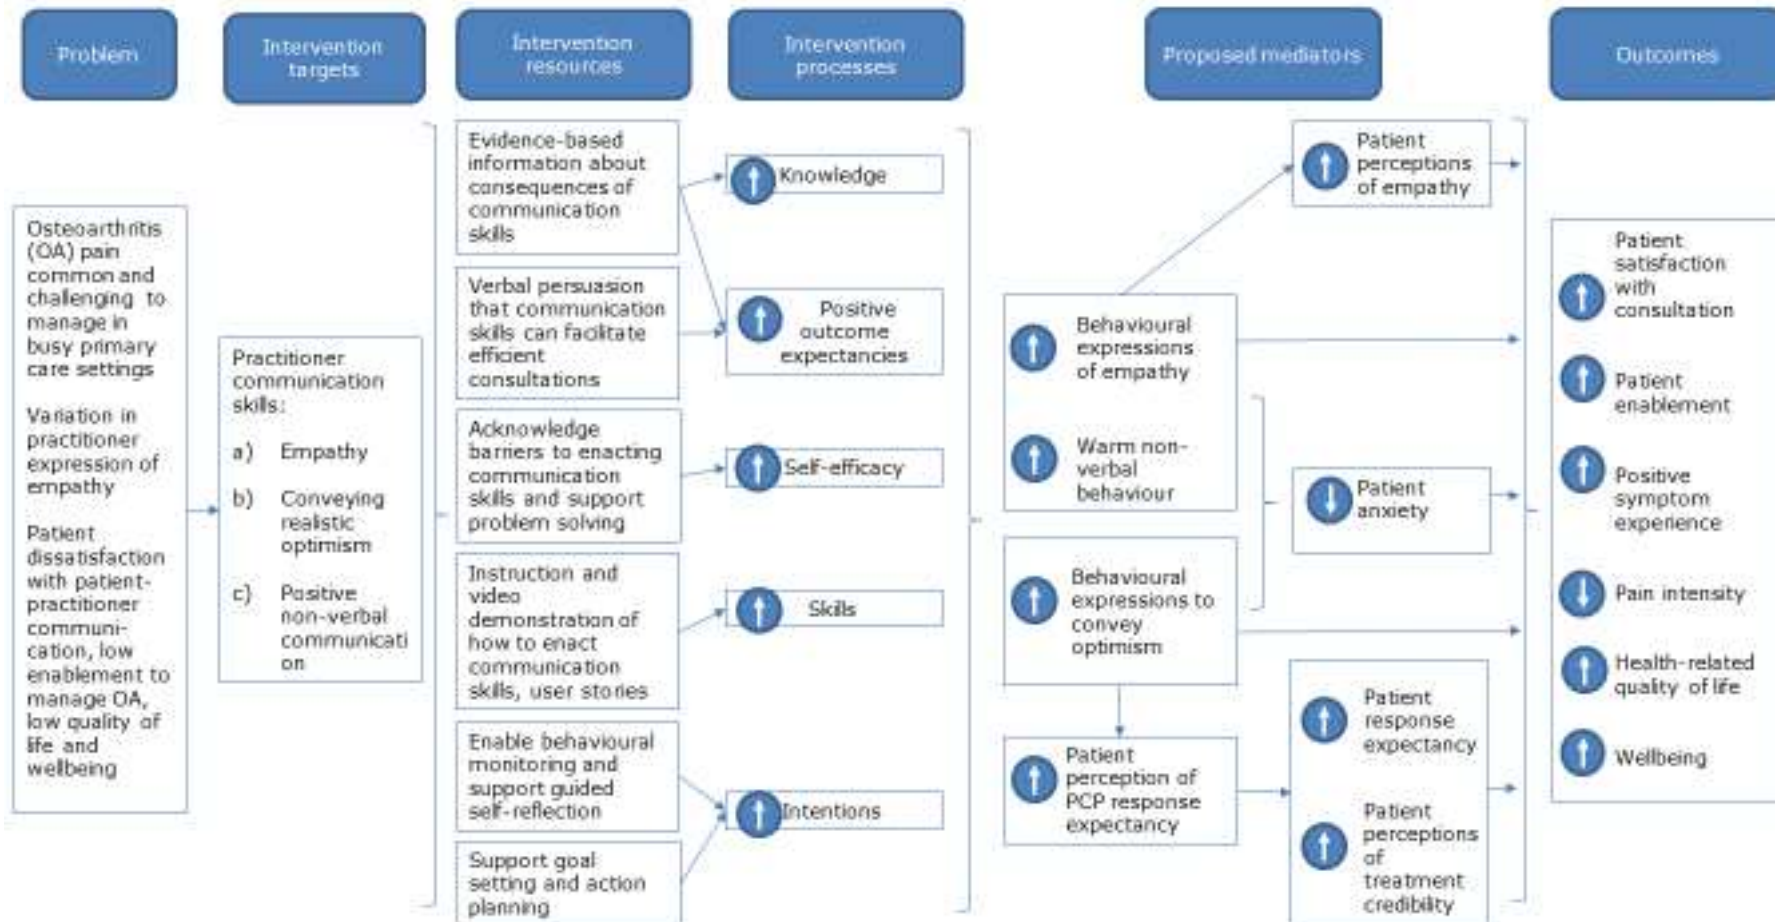 Problem
Intervention
targets
Intervention
resources
Intervention
processes
Proposed mediators
Outcomes
Osteoarthritis
(OA) pain
common and
challenging to
manage in
busy primary
care settings
Variation in
practitioner
expression of
empathy
Patient
dissatisfaction
with patient-
practitioner
communi-
cation, low
enablement to
manage OA,
low quality of
life and
wellbeing
Practitioner
communication
skills:
a) Empathy
b) Conveying
realistic
optimism
c) Positive
non-verbal
communicati
on
Evidence-based
information about
consequences of
communication
skills
Verbal persuasion
that communication
skills can facilitate
efficient
consultations
Acknowledge
barriers to enacting
communication
skills and support
problem solving
Instruction and
video
demonstration of
how to enact
communication
skills, user stories
Enable behavioural
monitoring and
support guided
self-reflection
Support goal
setting and action
planning
Knowledge
Positive
outcome
expectancies
Self-efficacy
Skills
Intentions
Behavioural
expressions
of empathy
Warm non-
verbal
behaviour
Behavioural
expressions to
convey
optimism
Patient
perception of
PCP response
expectancy
Patient
perceptions
of empathy
Patient
anxiety
Patient
response
expectancy
Patient
perceptions
of
treatment
credibility
Patient
satisfaction
with
consultation
Patient
enablement
Positive
symptom
experience
Pain intensity
Health-related
quality of life
Wellbeing